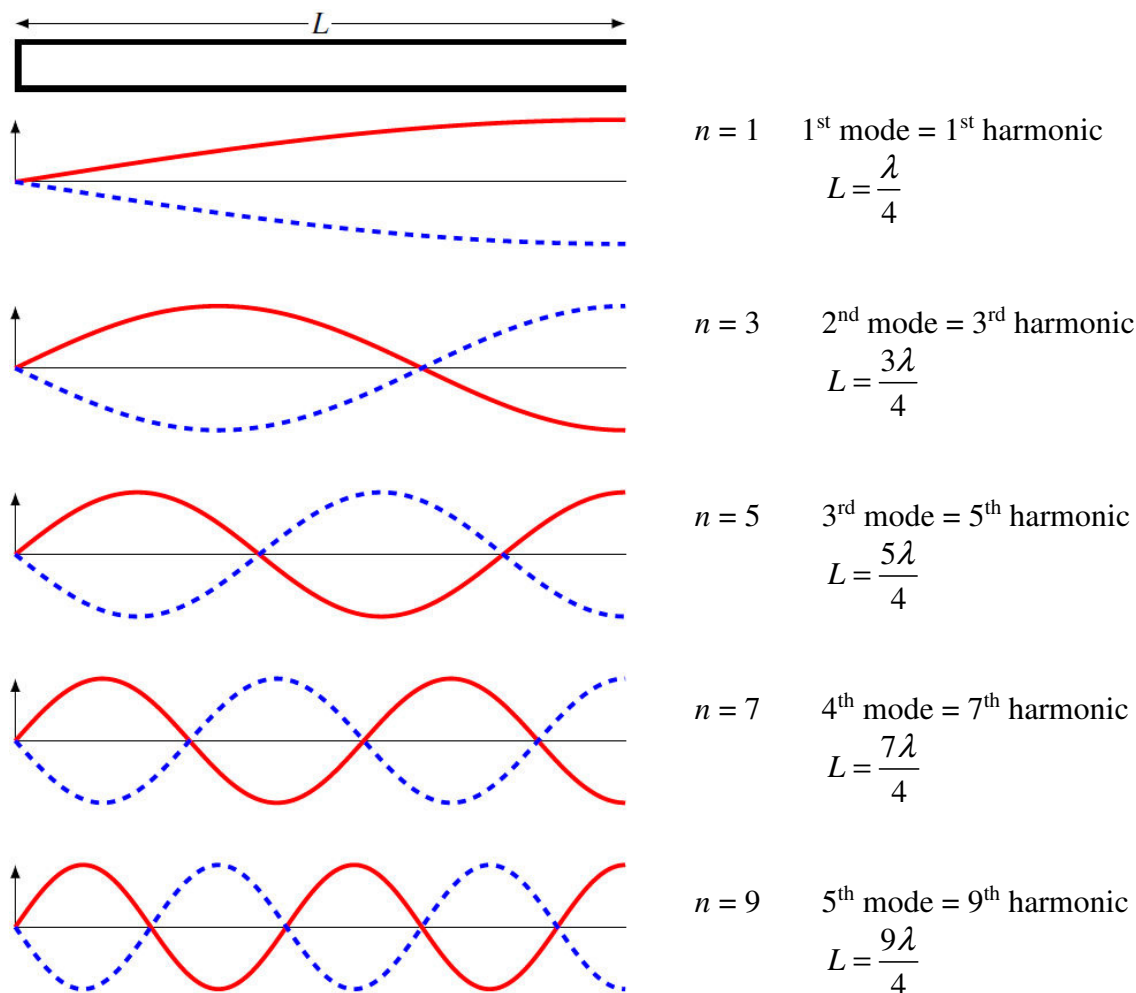 L
n = 1 1st mode = 1st harmonic
L = λ/4
n = 3 2nd mode = 3rd harmonic
L = 3λ/4
n = 5 3rd mode = 5th harmonic
L = 5λ/4
n = 7 4th mode = 7th harmonic
L = 7λ/4
n = 9 5th mode = 9th harmonic
L = 9λ/4